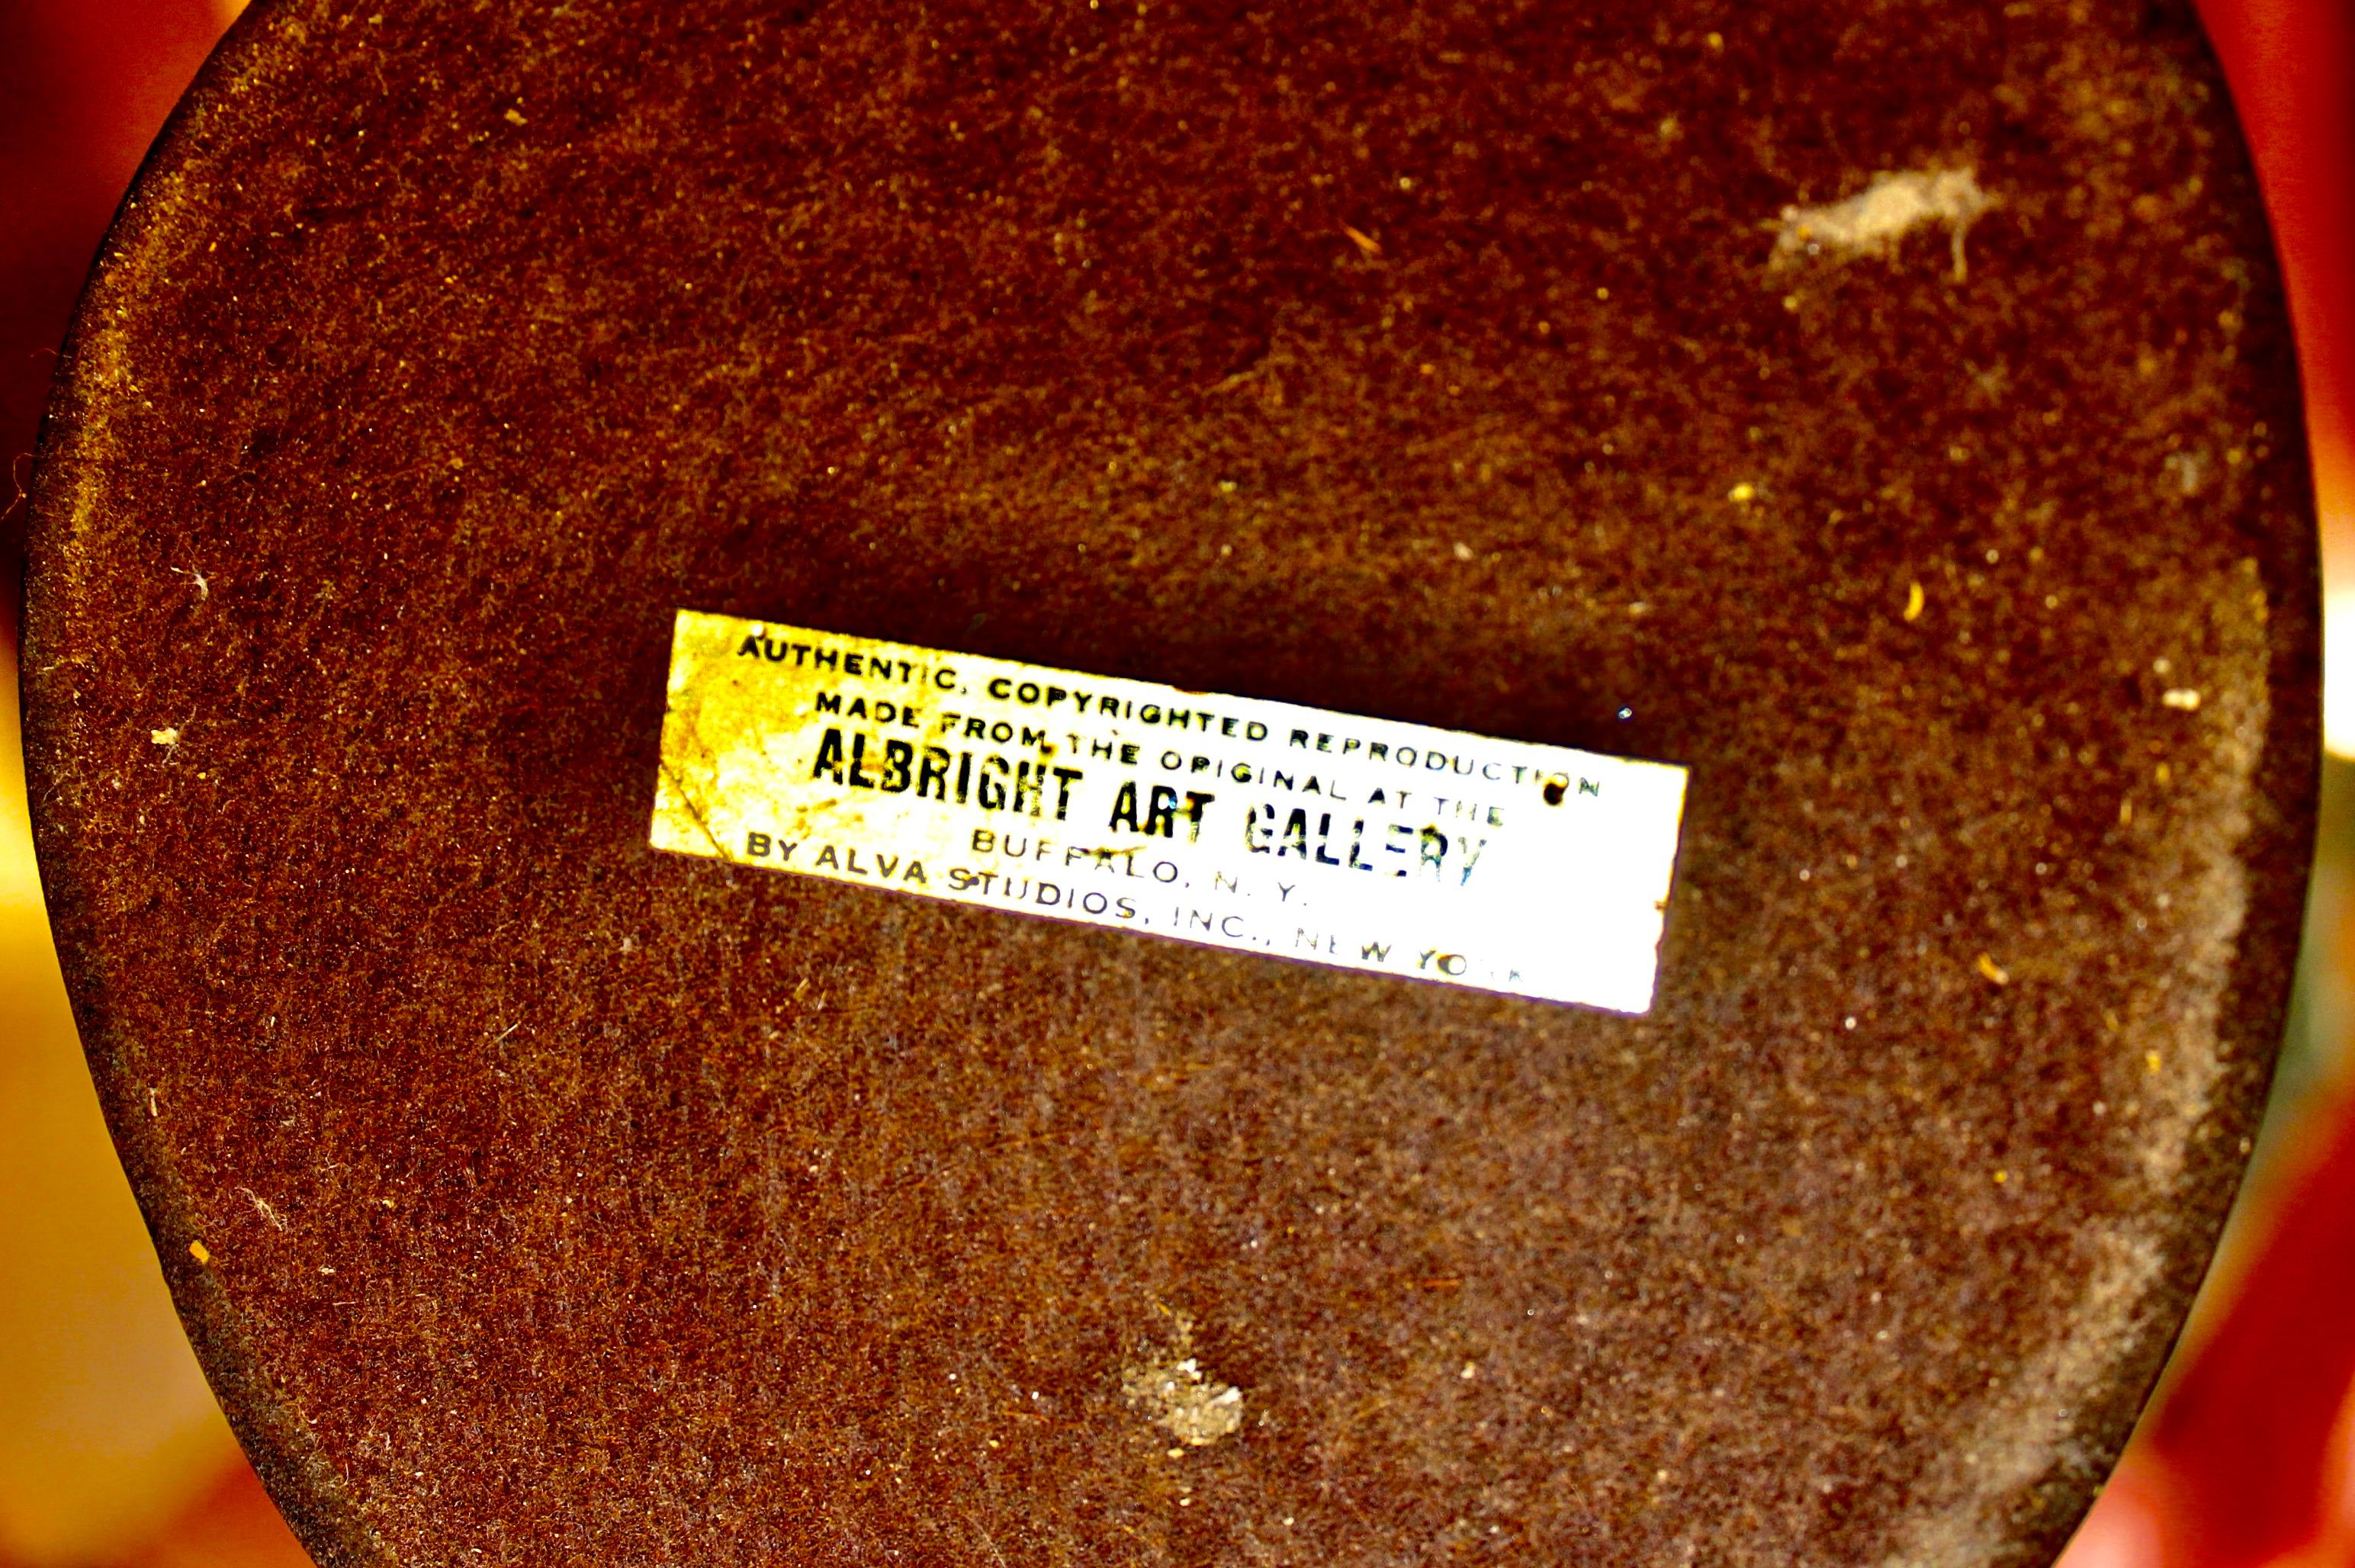 AUTHENTIC, COPYRIGHTED REPRODUCTION
MADE FROM THE ORIGINAL AT THE
ALBRIGHT ART GALLERY
BUFFALO, N. Y.
BY ALVA STUDIOS, INC., NEW YORK